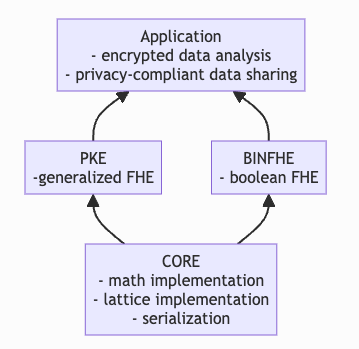 Application
- encrypted data analysis
- privacy-compliant data sharing
PKE
-generalized FHE
BINFHE
- boolean FHE
CORE
- math implementation
- lattice implementation
- serialization